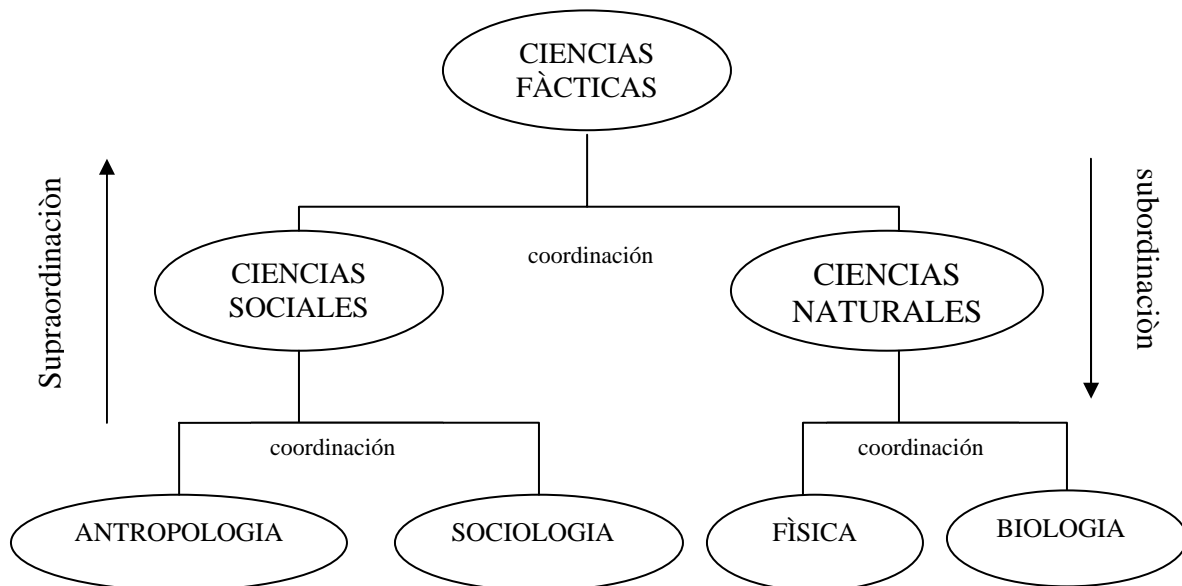 CIENCIAS
FÀCTICAS
Supraordinaciòn
subordinaciòn
coordinación
CIENCIAS
SOCIALES
CIENCIAS
NATURALES
coordinación
coordinación
ANTROPOLOGIA
SOCIOLOGIA
FÌSICA
BIOLOGIA